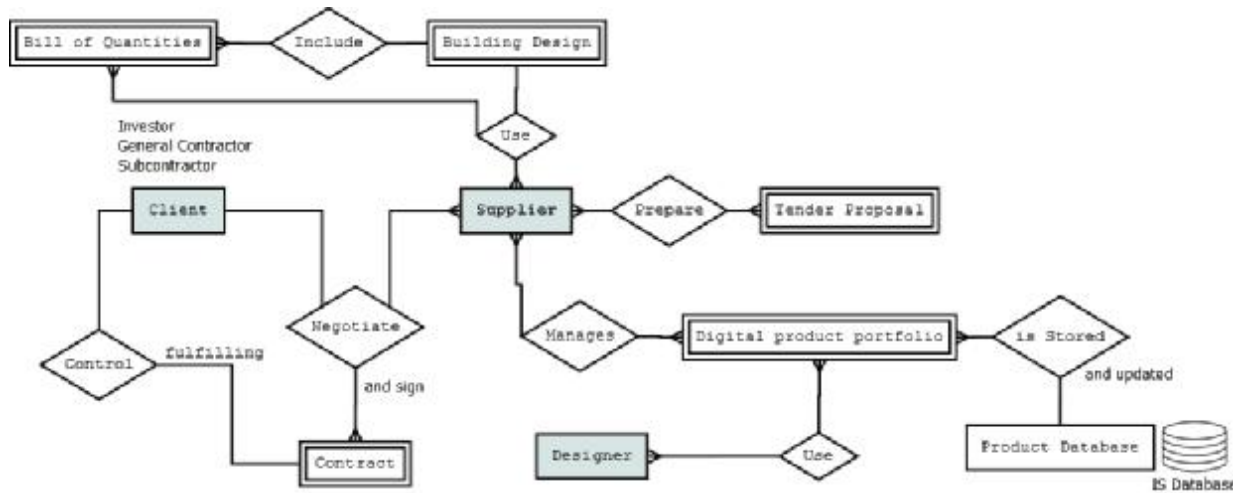 Bill of Quantities
Include
Building Design
Use
Investor
General Contractor
Subcontractor
Client
Supplier
Prepare
Tender Proposal
Negotiate
Manages
Digital product portfolio
is Stored
Control
fulfilling
and sign
and updated
Contract
Designer
Use
Product Database
IS Database